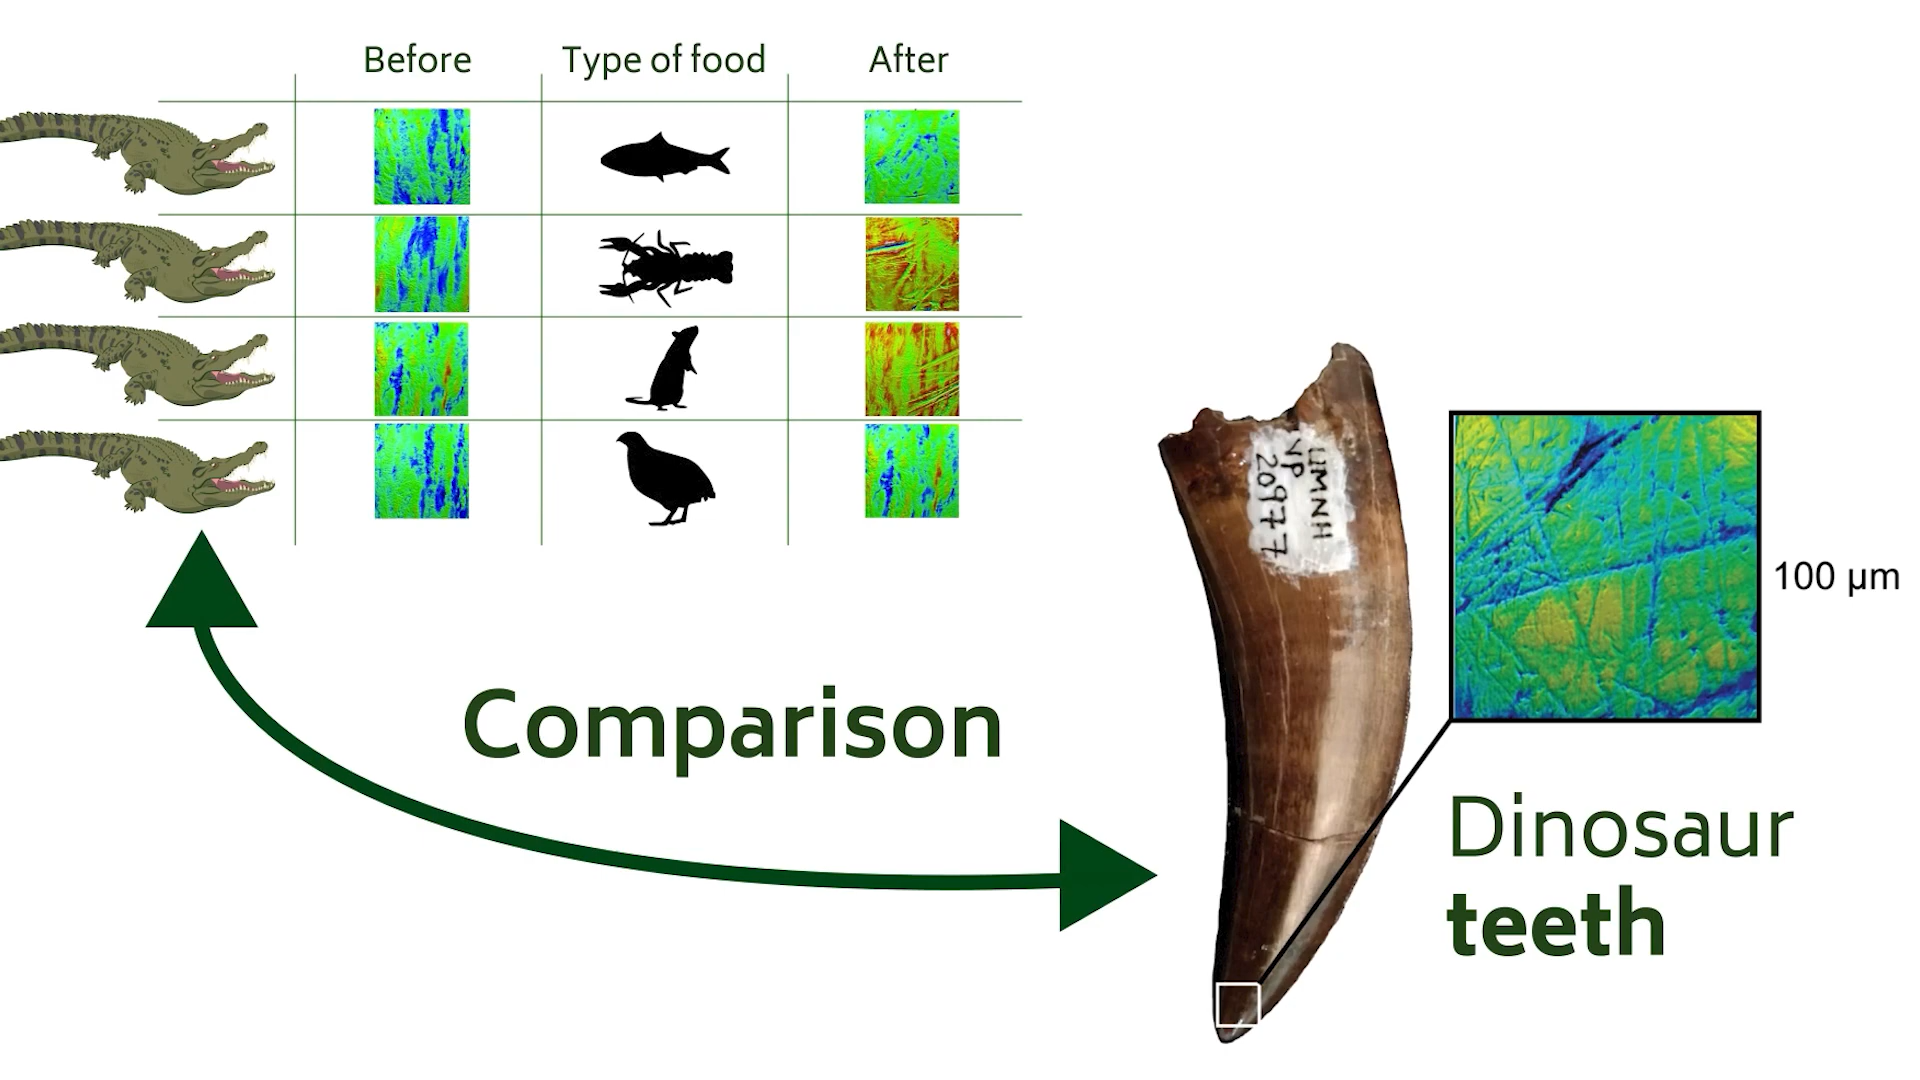 Before
Type of food
After
UMNH
VP
20977
100 µm
Comparison
Dinosaur
teeth